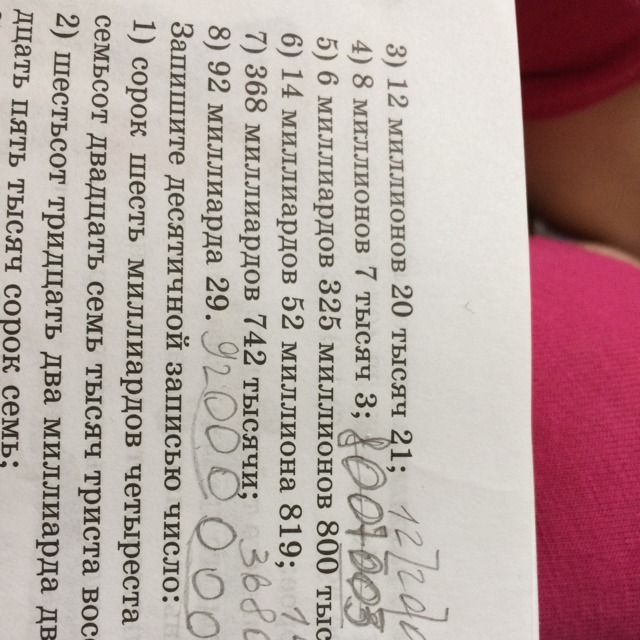 3) 12 миллионов 20 тысяч 21;
4) 8 миллионов 7 тысяч 3; 8007003
5) 6 миллиардов 325 миллионов 800 тыс
6) 14 миллиардов 52 миллиона 819;
7) 368 миллиардов 742 тысячи; 3680
8) 92 миллиарда 29. 92000000
Запишите десятичной записью число:
1) сорок шесть миллиардов четыреста
семьсот двадцать семь тысяч триста вос
2) шестьсот тридцать два миллиарда дв
дцать пять тысяч сорок семь;